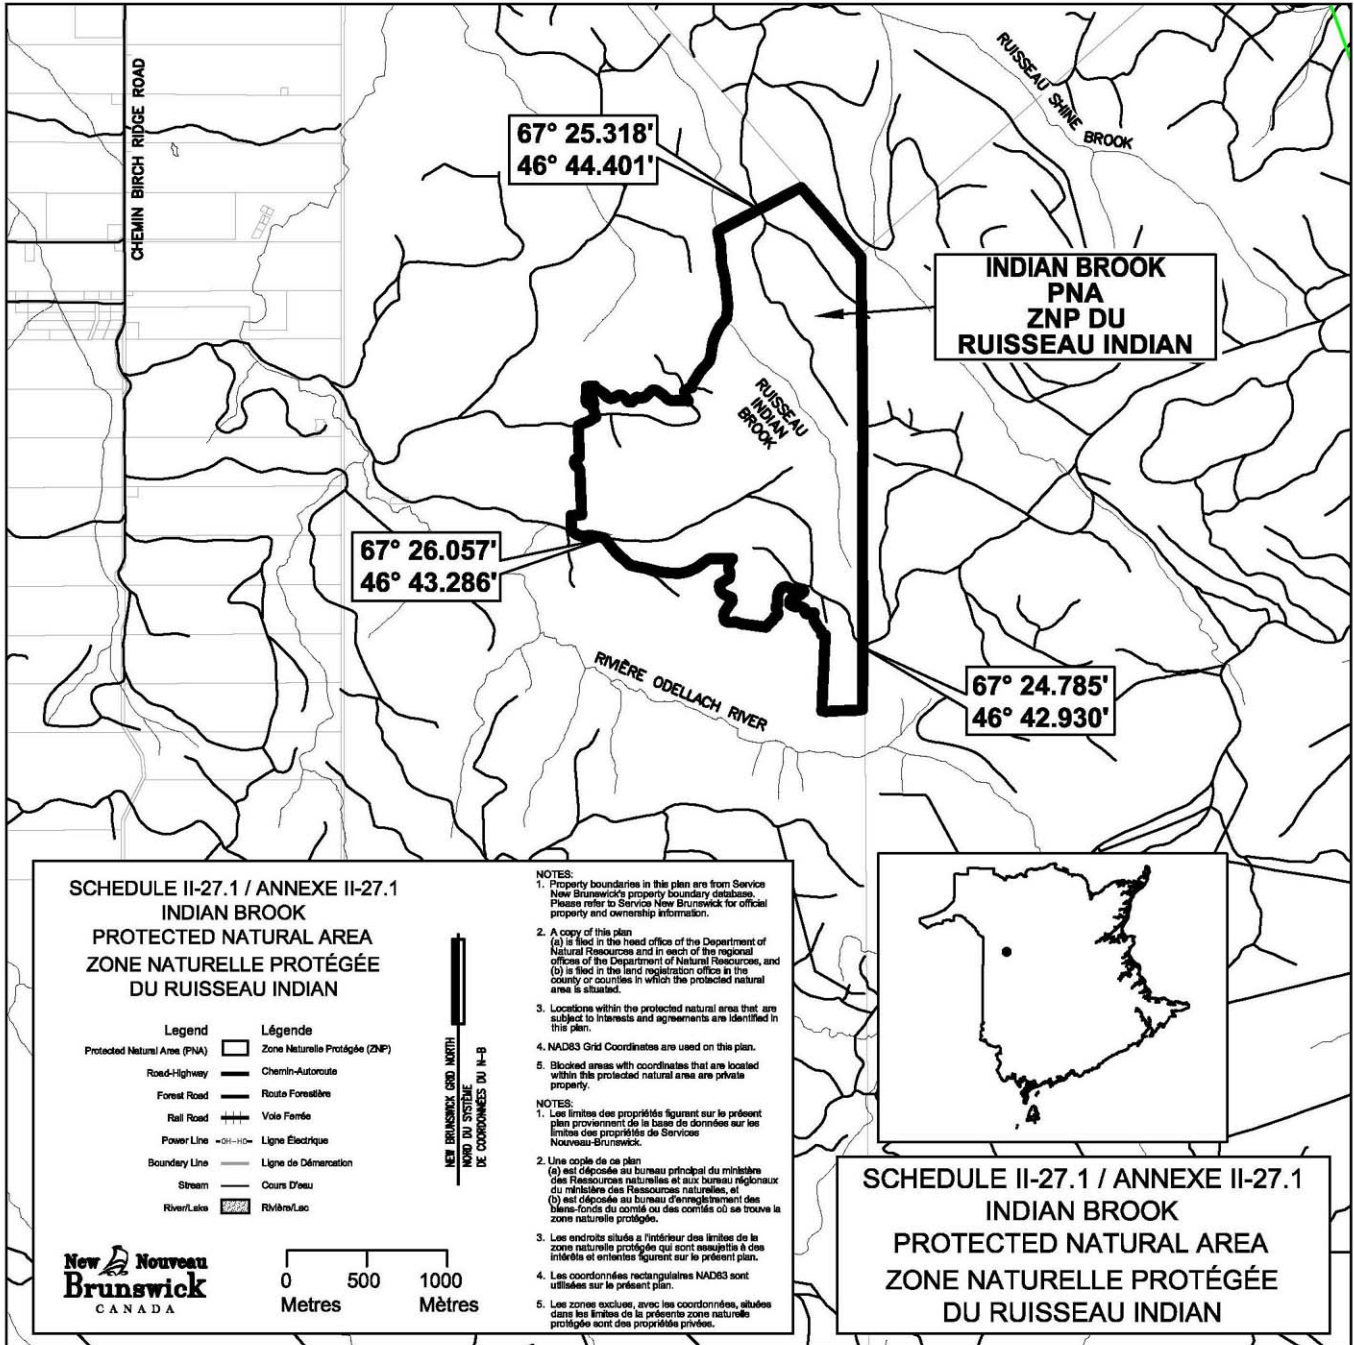 CHEMIN BIRCH RIDGE ROAD
RUISSEAU SHINE BROOK
67° 25.318'
46° 44.401'
INDIAN BROOK
PNA
ZNP DU
RUISSEAU INDIAN
RUISSEAU
INDIAN
BROOK
67° 26.057'
46° 43.286'
RIVIÈRE ODELLACH RIVER
67° 24.785'
46° 42.930'
SCHEDULE II-27.1 / ANNEXE II-27.1
INDIAN BROOK
PROTECTED NATURAL AREA
ZONE NATURELLE PROTÉGÉE
DU RUISSEAU INDIAN
Legend Légende
Protected Natural Area (PNA) Zone Naturelle Protégée (ZNP)
Road-Highway Chemin-Autoroute
Forest Road Route Forestière
Rail Road Voie Ferrée
Power Line -OH-HO- Ligne Électrique
Boundary Line Ligne de Démarcation
Stream Cours D'eau
River/Lake Rivière/Lac
NEW BRUNSWICK GRID NORTH
NORD DU SYSTÈME
DE COORDONNÉES DU N-B
New Nouveau
Brunswick
CANADA
0 500 1000
Metres Mètres
NOTES:
1. Property boundaries in this plan are from Service
New Brunswick's property boundary database.
Please refer to Service New Brunswick for official
property and ownership information.
2. A copy of this plan
(a) is filed in the head office of the Department of
Natural Resources and in each of the regional
offices of the Department of Natural Resources, and
(b) is filed in the land registration office in the
county or counties in which the protected natural
area is situated.
3. Locations within the protected natural area that are
subject to interests and agreements are identified in
this plan.
4. NAD83 Grid Coordinates are used on this plan.
5. Blocked areas with coordinates that are located
within this protected natural area are private
property.
NOTES:
1. Les limites des propriétés figurant sur le présent
plan proviennent de la base de données sur les
limites des propriétés de Services
Nouveau-Brunswick.
2. Une copie de ce plan
(a) est déposée au bureau principal du ministère
des Ressources naturelles et aux bureau régionaux
du ministère des Ressources naturelles, et
(b) est déposée au bureau d'enregistrement des
biens-fonds du comté ou des comtés où se trouve la
zone naturelle protégée.
3. Les endroits situés a l'intérieur des limites de la
zone naturelle protégée qui sont assujettis à des
intérêts et ententes figurent sur le présent plan.
4. Les coordonnées rectangulaires NAD83 sont
utilisées sur le présent plan.
5. Les zones exclues, avec les coordonnées, situées
dans les limites de la présente zone naturelle
protégée sont des propriétés privées.
SCHEDULE II-27.1 / ANNEXE II-27.1
INDIAN BROOK
PROTECTED NATURAL AREA
ZONE NATURELLE PROTÉGÉE
DU RUISSEAU INDIAN